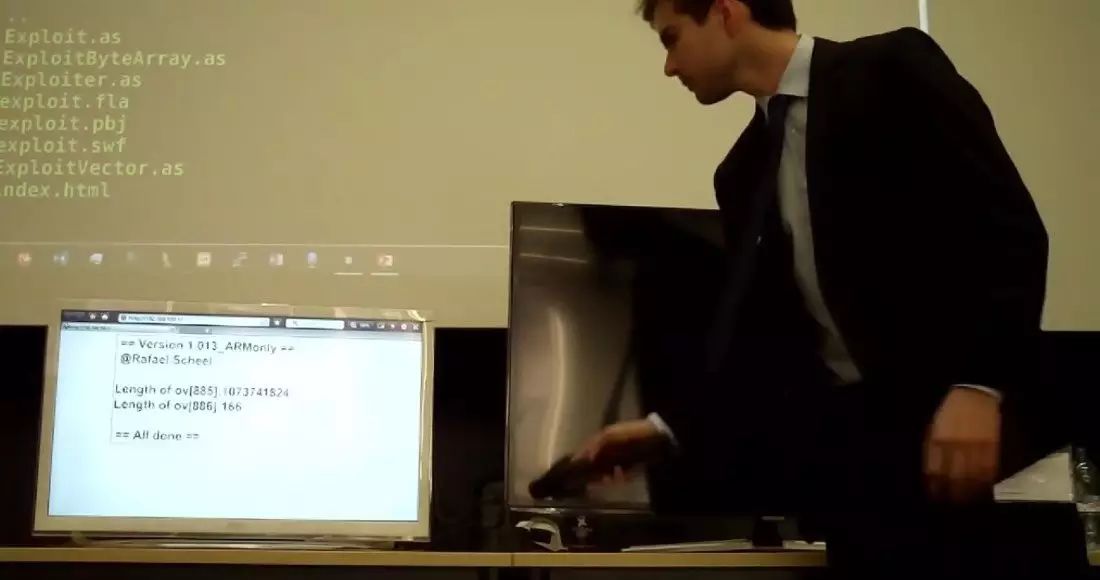 ..
Exploit.as
ExploitByteArray.as
Exploiter.as
exploit.fla
exploit.pbj
exploit.swf
ExploitVector.as
index.html
== Version 1.013_ARMonly ==
@Rafael Scheel
Length of ov[885] 1073741824
Length of ov[886] 166
== All done ==